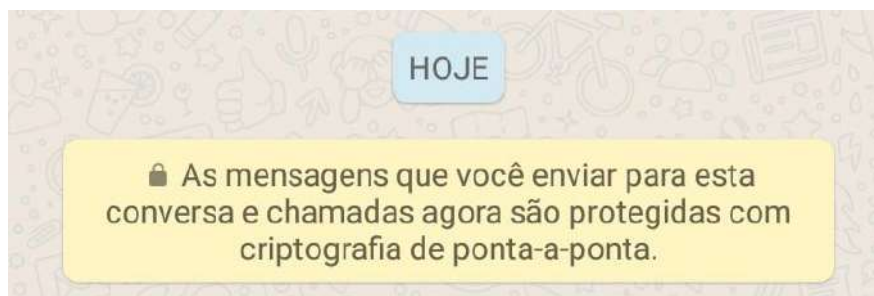 HOJE
As mensagens que você enviar para esta
conversa e chamadas agora são protegidas com
criptografia de ponta-a-ponta.